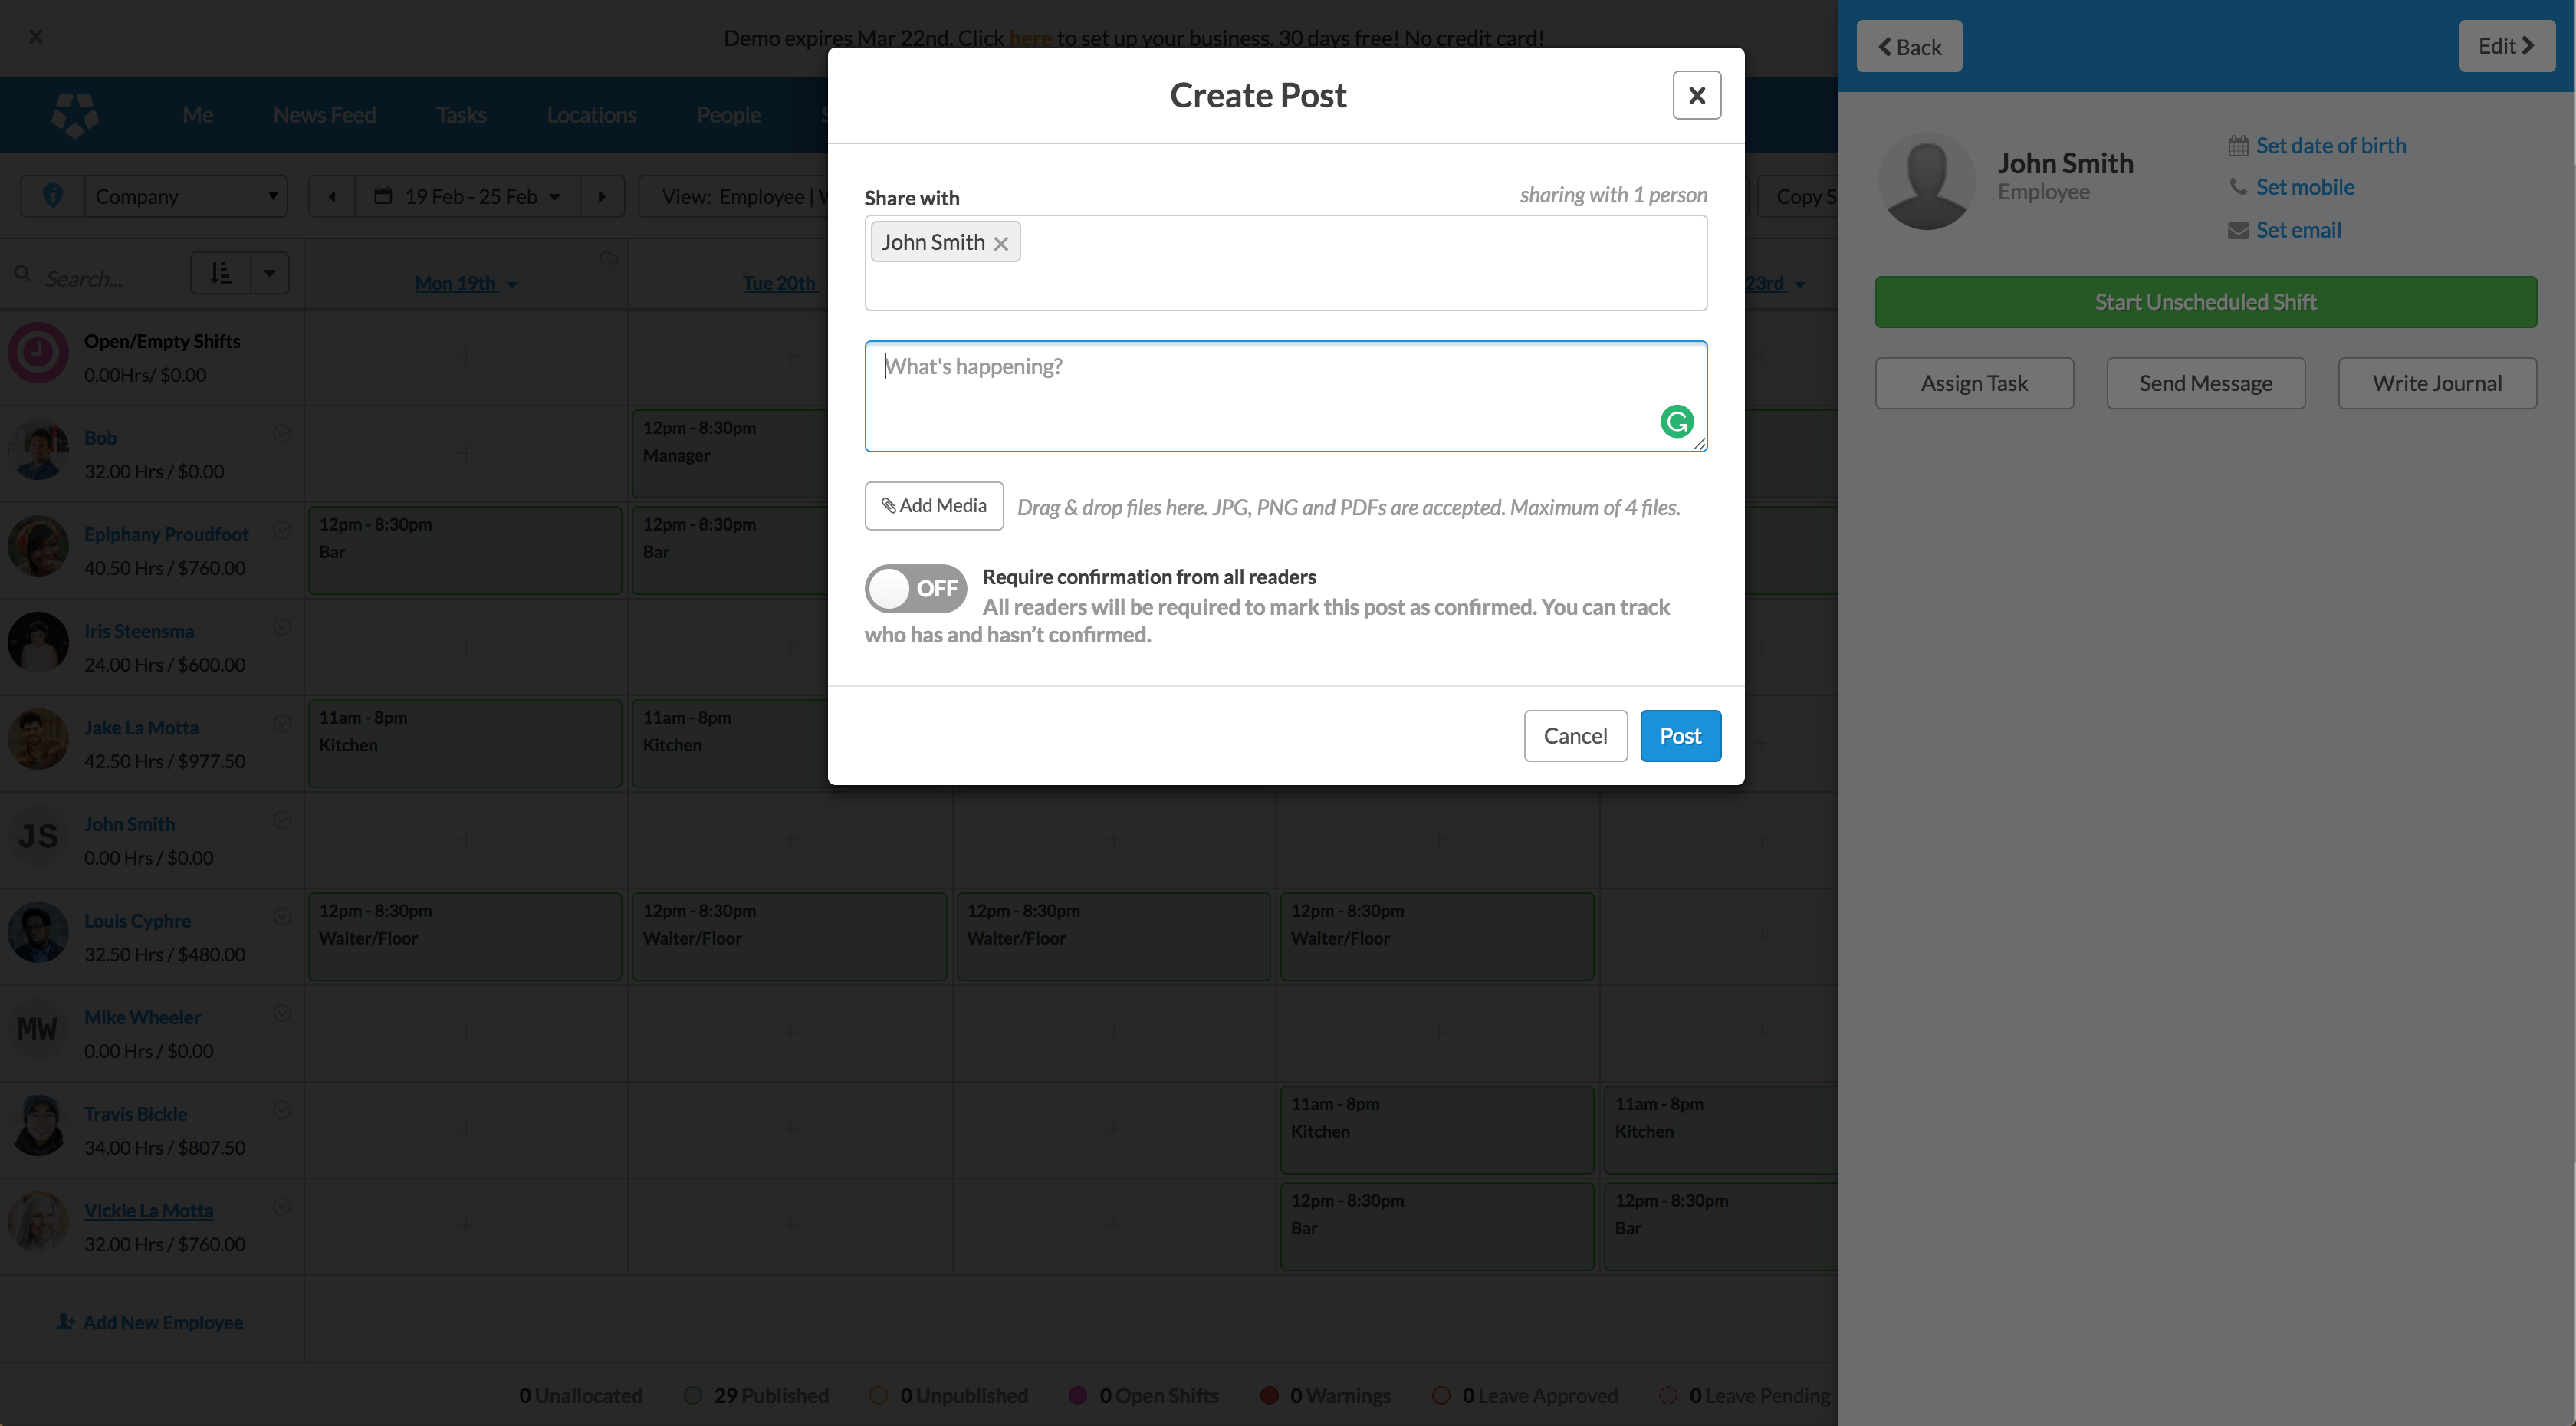 Demo expires Mar 22nd. Click here to set up your business. 30 days free! No credit card!
Me
News Feed
Tasks
Locations
People
Company
19 Feb - 25 Feb
View: Employee | W
Copy S
Search...
Mon 19th
Tue 20th
23rd
Open/Empty Shifts
0.00Hrs/ $0.00
Bob
32.00 Hrs / $0.00
12pm - 8:30pm
Manager
Epiphany Proudfoot
40.50 Hrs / $760.00
12pm - 8:30pm
Bar
12pm - 8:30pm
Bar
Iris Steensma
24.00 Hrs / $600.00
Jake La Motta
42.50 Hrs / $977.50
11am - 8pm
Kitchen
11am - 8pm
Kitchen
JS
John Smith
0.00 Hrs / $0.00
Louis Cyphre
32.50 Hrs / $480.00
12pm - 8:30pm
Waiter/Floor
12pm - 8:30pm
Waiter/Floor
12pm - 8:30pm
Waiter/Floor
12pm - 8:30pm
Waiter/Floor
MW
Mike Wheeler
0.00 Hrs / $0.00
Travis Bickle
34.00 Hrs / $807.50
11am - 8pm
Kitchen
11am - 8pm
Kitchen
Vickie La Motta
32.00 Hrs / $760.00
12pm - 8:30pm
Bar
12pm - 8:30pm
Bar
Add New Employee
0 Unallocated
29 Published
0 Unpublished
0 Open Shifts
0 Warnings
0 Leave Approved
0 Leave Pending
Create Post
Share with
sharing with 1 person
John Smith
What's happening?
Add Media
Drag & drop files here. JPG, PNG and PDFs are accepted. Maximum of 4 files.
OFF
Require confirmation from all readers
All readers will be required to mark this post as confirmed. You can track
who has and hasn’t confirmed.
Cancel
Post
Back
Edit
John Smith
Employee
Set date of birth
Set mobile
Set email
Start Unscheduled Shift
Assign Task
Send Message
Write Journal